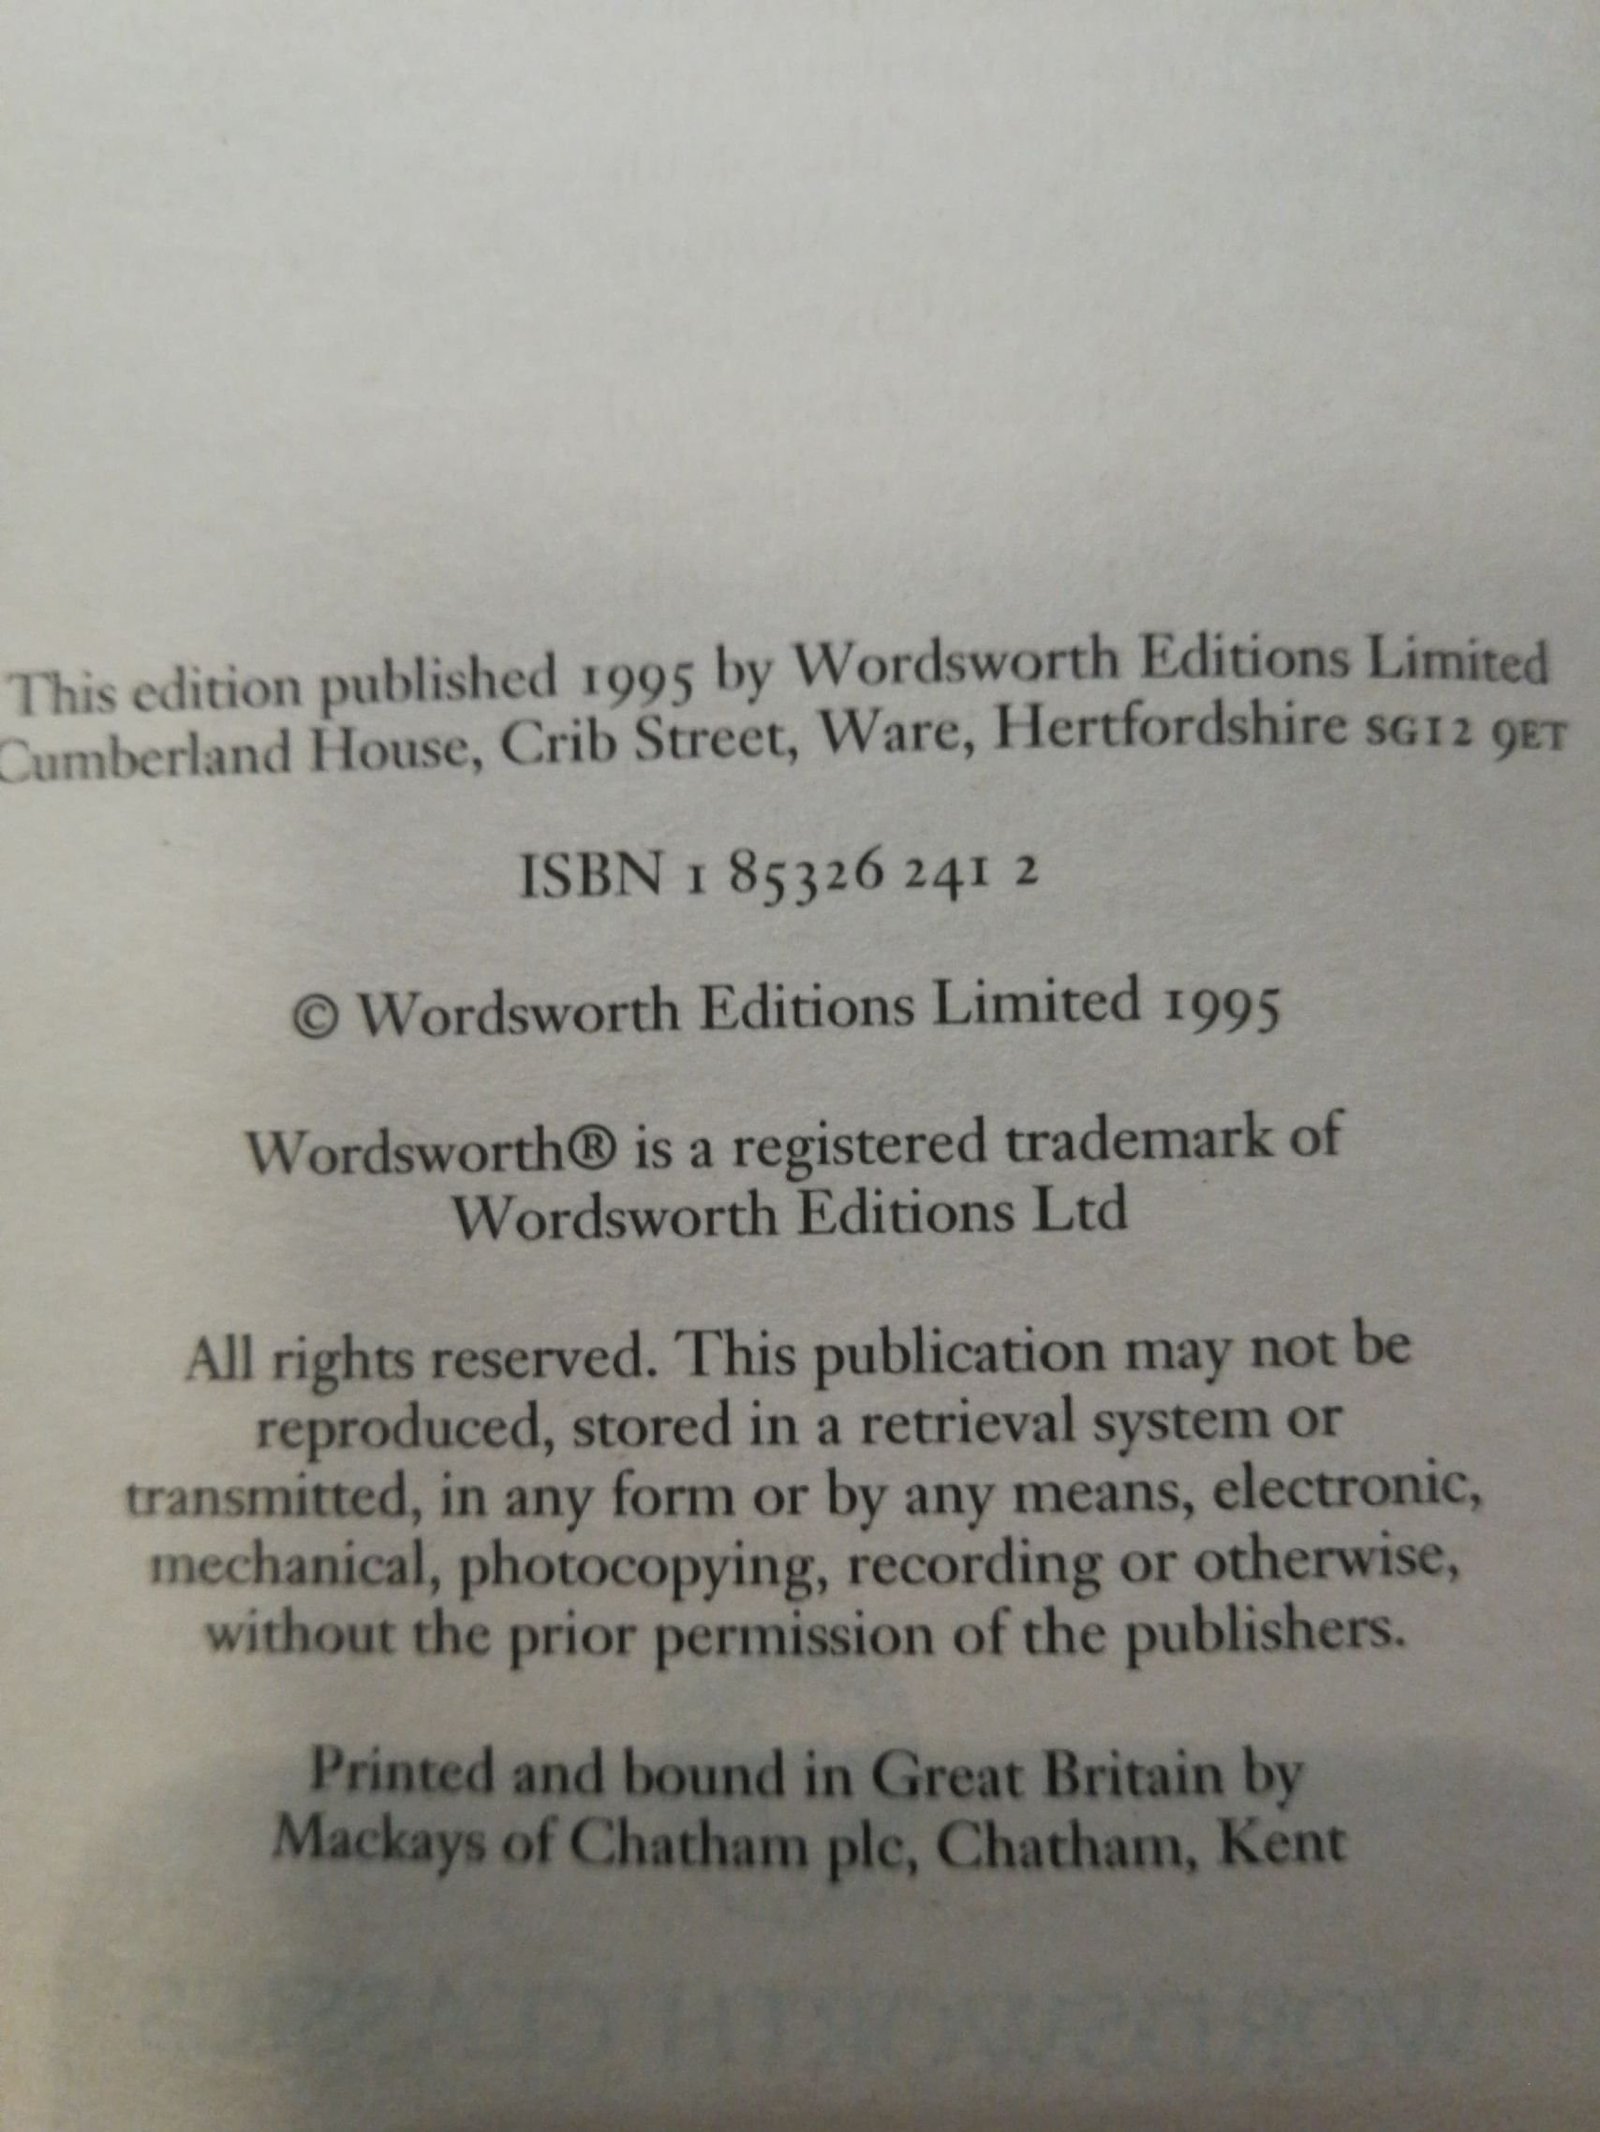 This edition published 1995 by Wordsworth Editions Limited
Cumberland House, Crib Street, Ware, Hertfordshire SG12 9ET
ISBN 1 85326 241 2
© Wordsworth Editions Limited 1995
Wordsworth® is a registered trademark of
Wordsworth Editions Ltd
All rights reserved. This publication may not be
reproduced, stored in a retrieval system or
transmitted, in any form or by any means, electronic,
mechanical, photocopying, recording or otherwise,
without the prior permission of the publishers.
Printed and bound in Great Britain by
Mackays of Chatham plc, Chatham, Kent